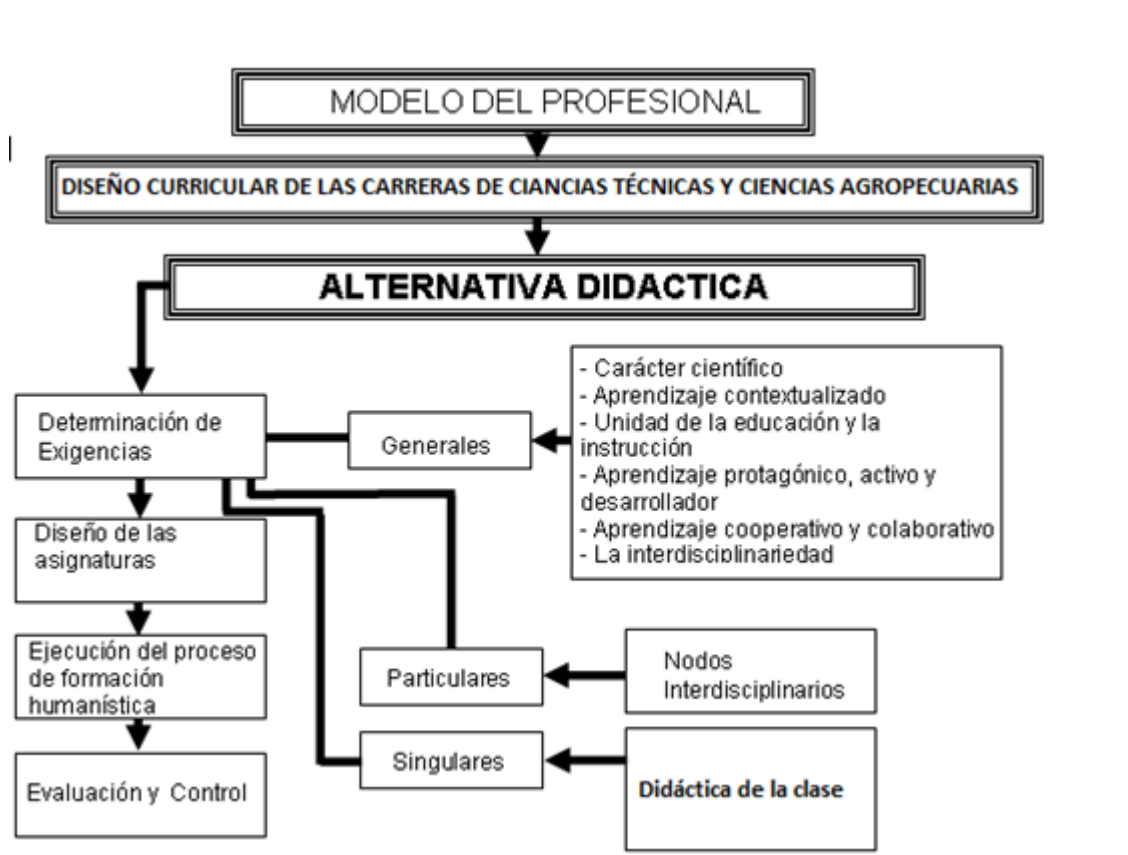 MODELO DEL PROFESIONAL
DISEÑO CURRICULAR DE LAS CARRERAS DE CIANCIAS TÉCNICAS Y CIENCIAS AGROPECUARIAS
ALTERNATIVA DIDACTICA
Determinación de
Exigencias
Generales
- Carácter científico
- Aprendizaje contextualizado
- Unidad de la educación y la
instrucción
- Aprendizaje protagónico, activo y
desarrollador
- Aprendizaje cooperativo y colaborativo
- La interdisciplinariedad
Diseño de las
asignaturas
Ejecución del proceso
de formación
humanística
Particulares
Nodos
Interdisciplinarios
Singulares
Didáctica de la clase
Evaluación y Control